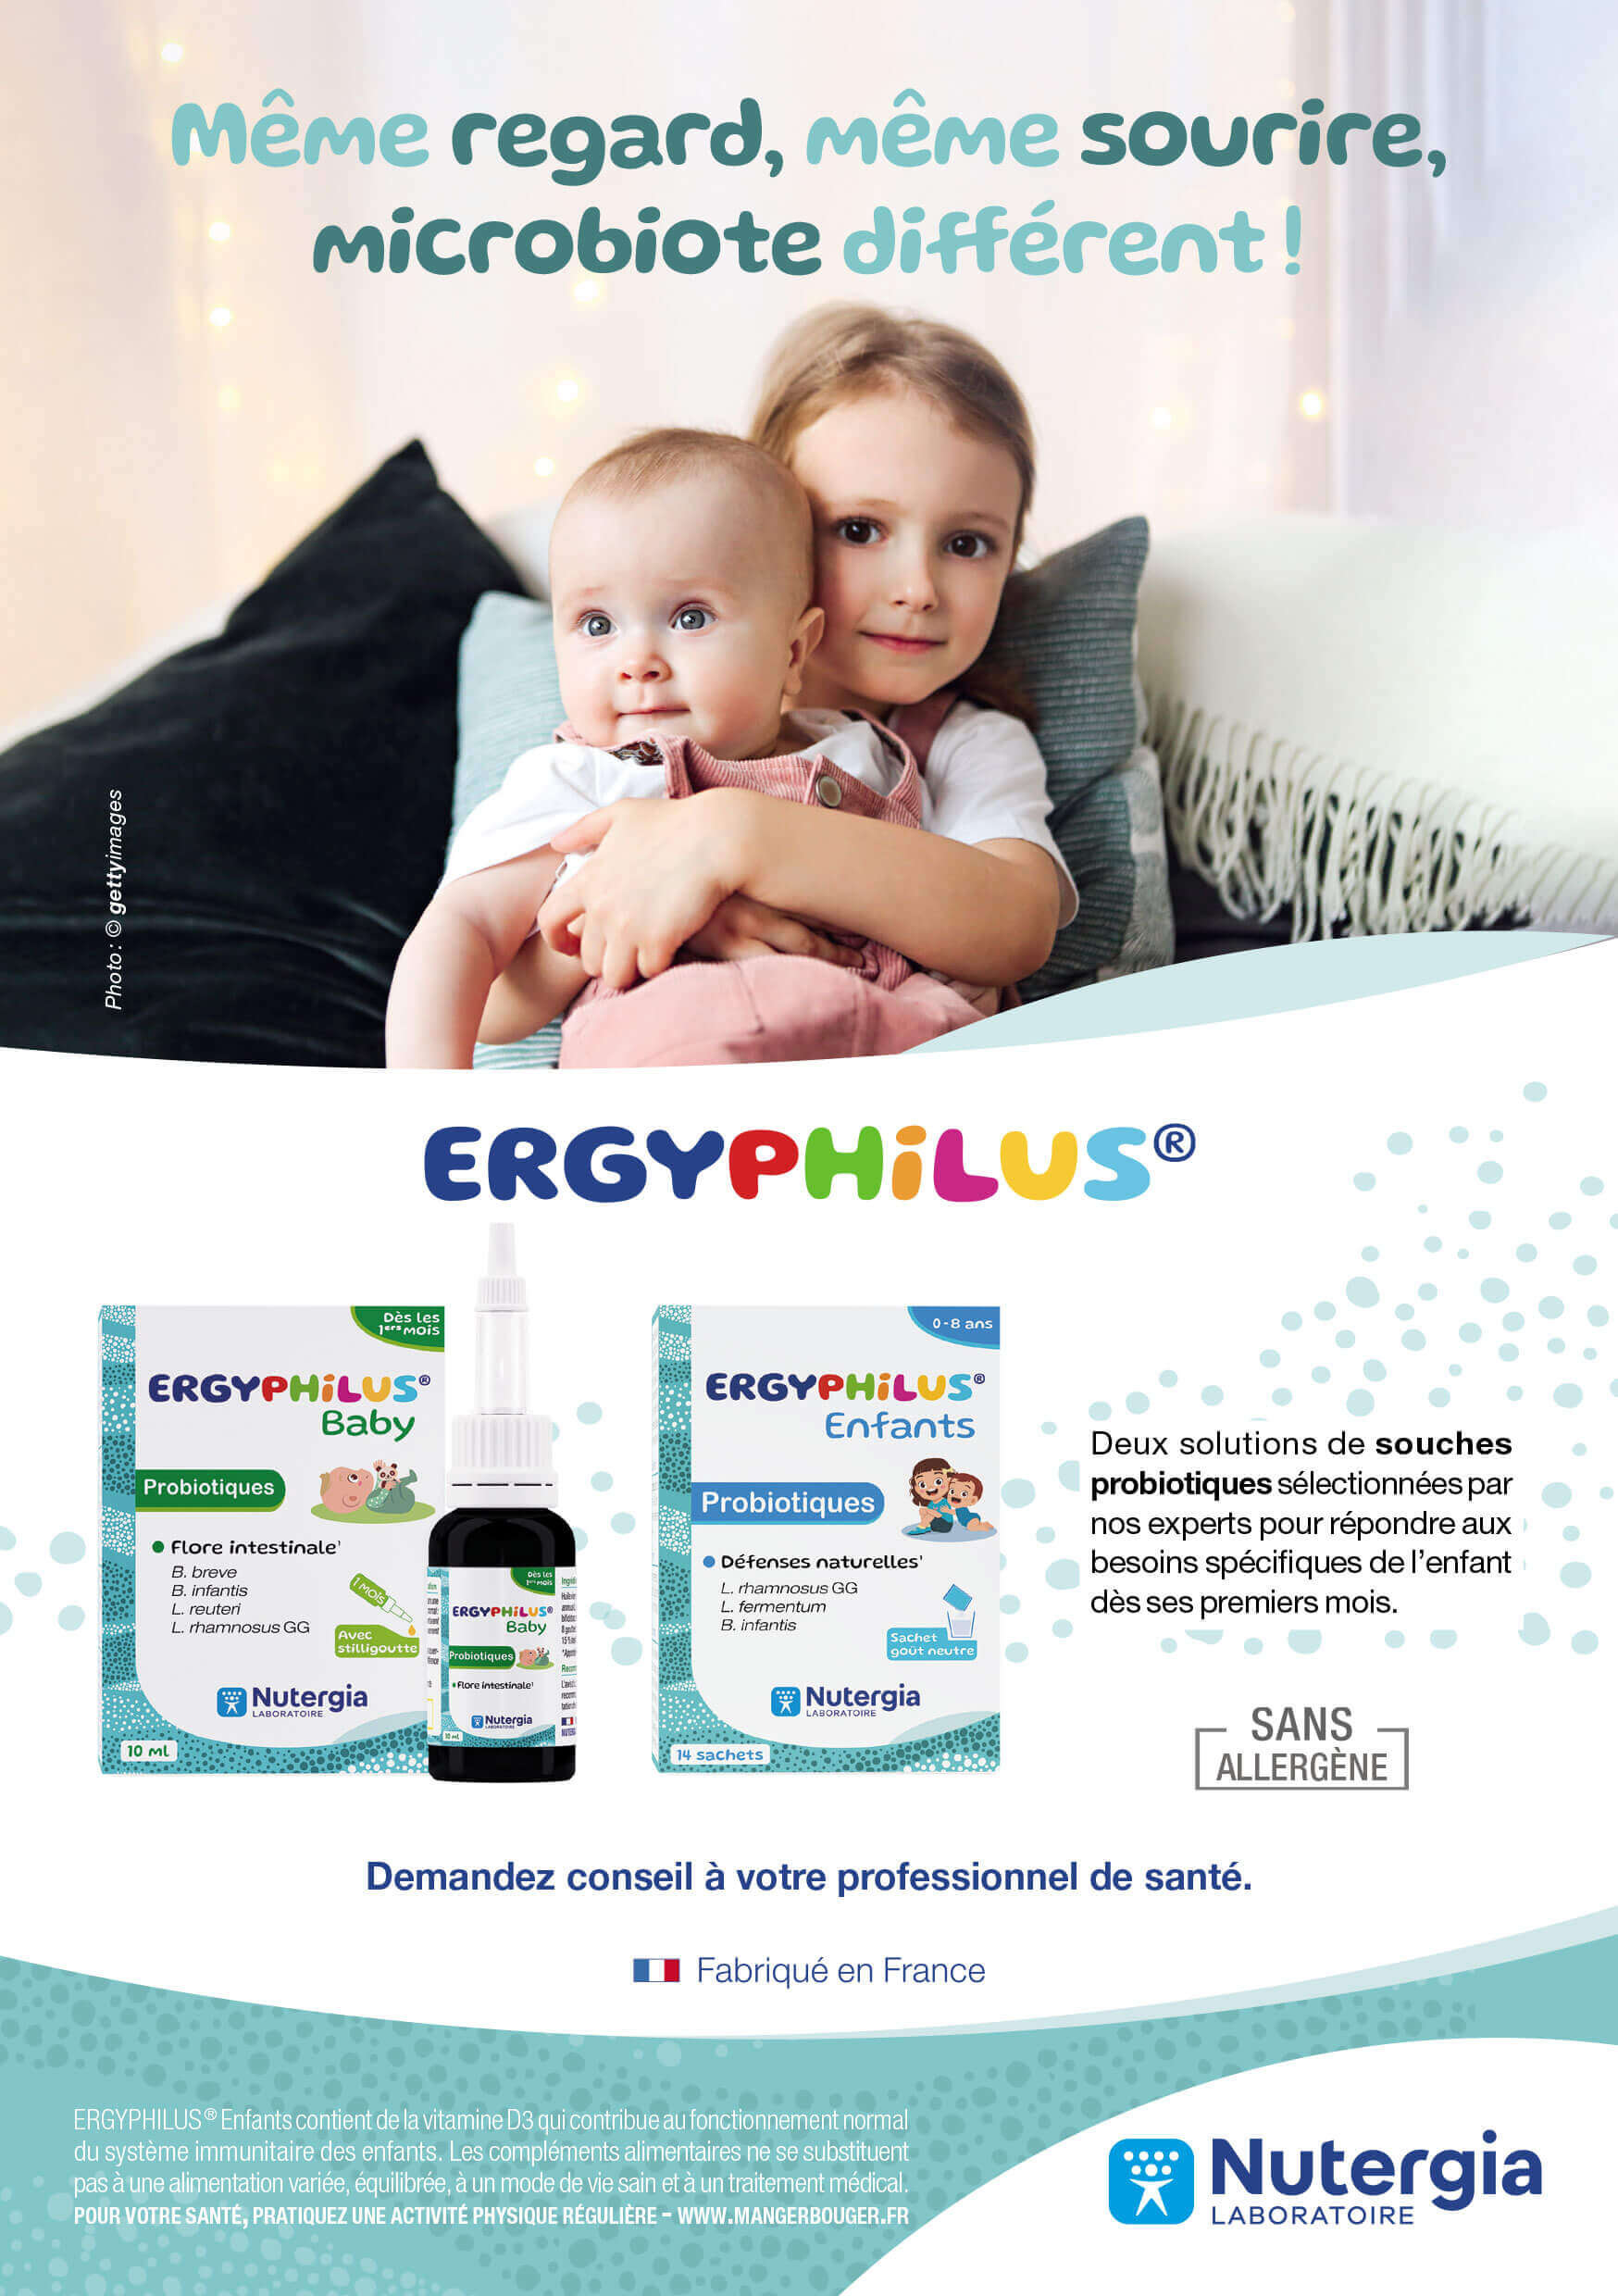 Même regard, même sourire,
microbiote différent !
Photo : © gettyimages
ERGYPHiLUS®
Dès les
1ers mois
ERGYPHiLUS®
Baby
Probiotiques
Flore intestinale¹
B. breve
B. infantis
L. reuteri
L. rhamnosus GG
1 mois
Avec
stilligoutte
Nutergia
LABORATOIRE
10 ml
Dès les
1ers mois
ERGYPHiLUS®
Baby
Probiotiques
Flore intestinale¹
Nutergia
LABORATOIRE
10 ml
0-8 ans
ERGYPHiLUS®
Enfants
Probiotiques
Défenses naturelles¹
L. rhamnosus GG
L. fermentum
B. infantis
Sachet
goût neutre
Nutergia
LABORATOIRE
14 sachets
Deux solutions de souches
probiotiques sélectionnées par
nos experts pour répondre aux
besoins spécifiques de l'enfant
dès ses premiers mois.
SANS
ALLERGÈNE
Demandez conseil à votre professionnel de santé.
Fabriqué en France
ERGYPHILUS® Enfants contient de la vitamine D3 qui contribue au fonctionnement normal
du système immunitaire des enfants. Les compléments alimentaires ne se substituent
pas à une alimentation variée, équilibrée, à un mode de vie sain et à un traitement médical.
POUR VOTRE SANTÉ, PRATIQUEZ UNE ACTIVITÉ PHYSIQUE RÉGULIÈRE - WWW.MANGERBOUGER.FR
Nutergia
LABORATOIRE